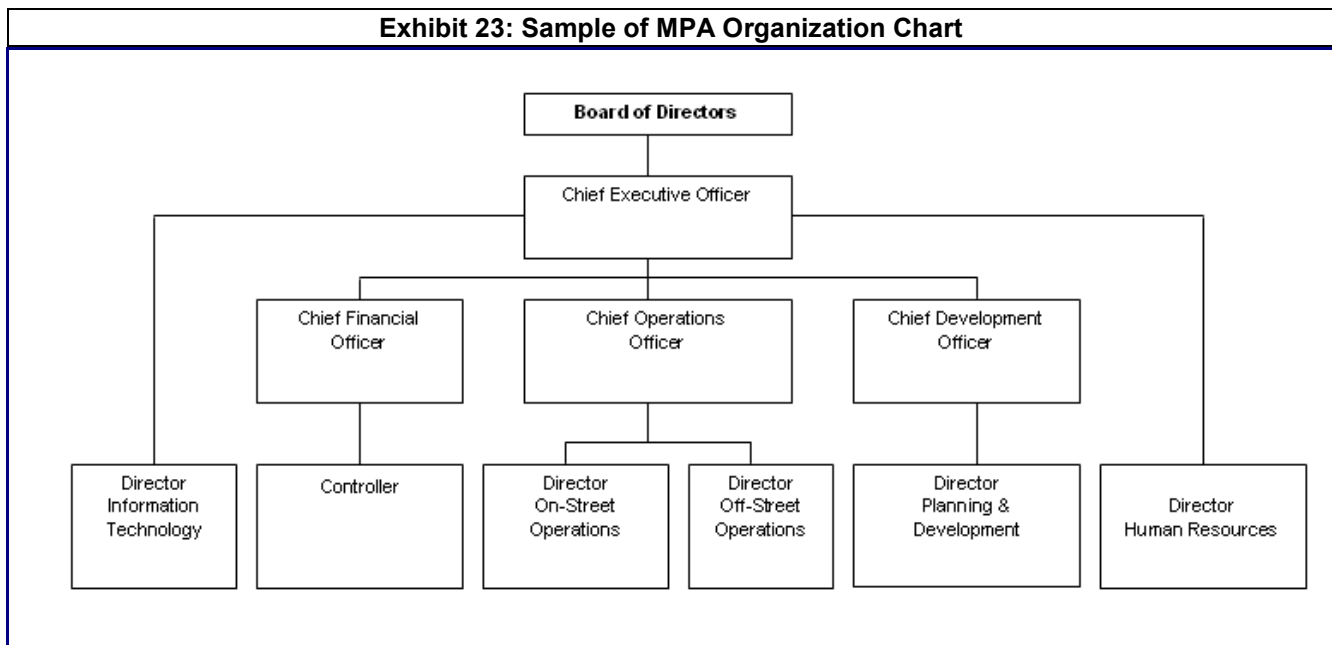 Exhibit 23: Sample of MPA Organization Chart
Board of Directors
Chief Executive Officer
Chief Financial
Officer
Chief Operations
Officer
Chief Development
Officer
Director
Information
Technology
Controller
Director
On-Street
Operations
Director
Off-Street
Operations
Director
Planning &
Development
Director
Human Resources